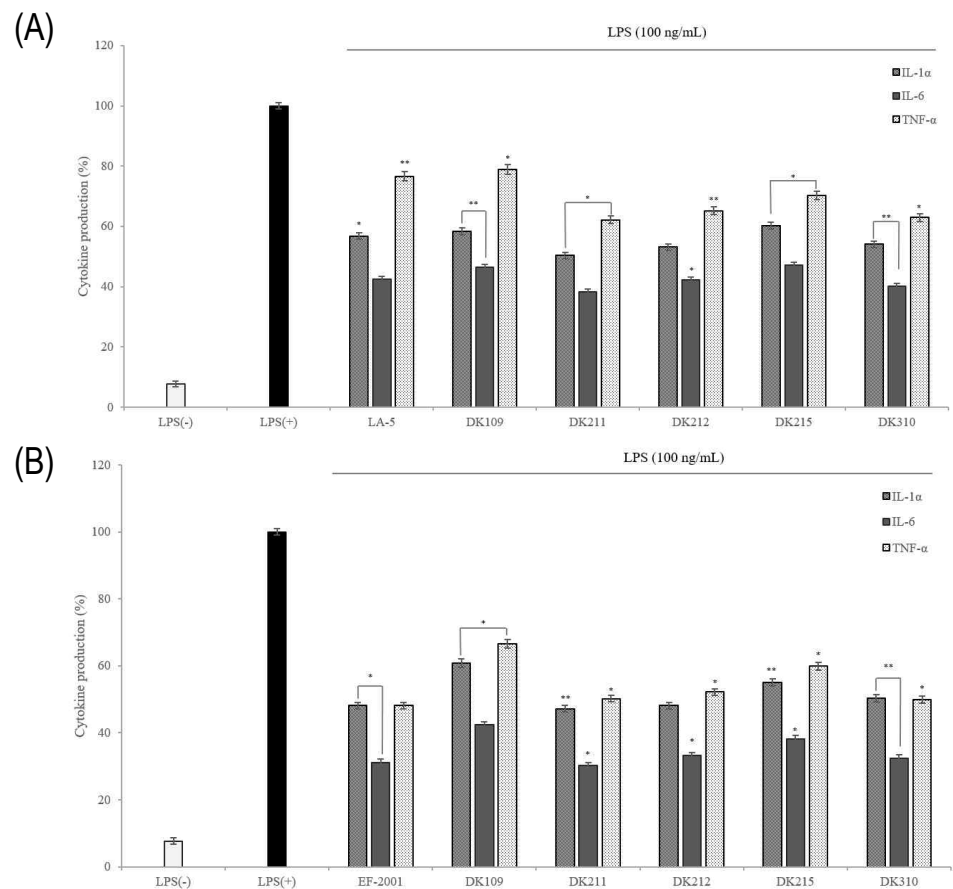 (A)
LPS (100 ng/mL)
120
100
80
60
40
20
0
Cytokine production (%)
IL-1α
IL-6
TNF-α
*
**
**
*
*
*
**
*
**
*
LPS(-) LPS(+) LA-5 DK109 DK211 DK212 DK215 DK310
(B)
LPS (100 ng/mL)
120
100
80
60
40
20
0
Cytokine production (%)
IL-1α
IL-6
TNF-α
*
*
**
*
*
*
*
**
*
*
**
*
LPS(-) LPS(+) EF-2001 DK109 DK211 DK212 DK215 DK310